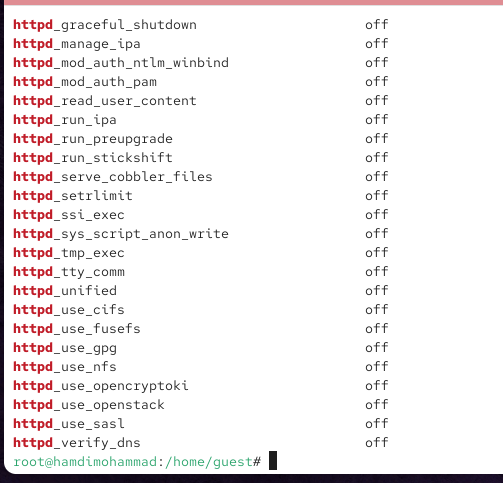 httpd_graceful_shutdown off
httpd_manage_ipa off
httpd_mod_auth_ntlm_winbind off
httpd_mod_auth_pam off
httpd_read_user_content off
httpd_run_ipa off
httpd_run_preupgrade off
httpd_run_stickshift off
httpd_serve_cobbler_files off
httpd_setrlimit off
httpd_ssi_exec off
httpd_sys_script_anon_write off
httpd_tmp_exec off
httpd_tty_comm off
httpd_unified off
httpd_use_cifs off
httpd_use_fusefs off
httpd_use_gpg off
httpd_use_nfs off
httpd_use_opencryptoki off
httpd_use_openstack off
httpd_use_sasl off
httpd_verify_dns off
root@hamdimohammad:/home/guest#